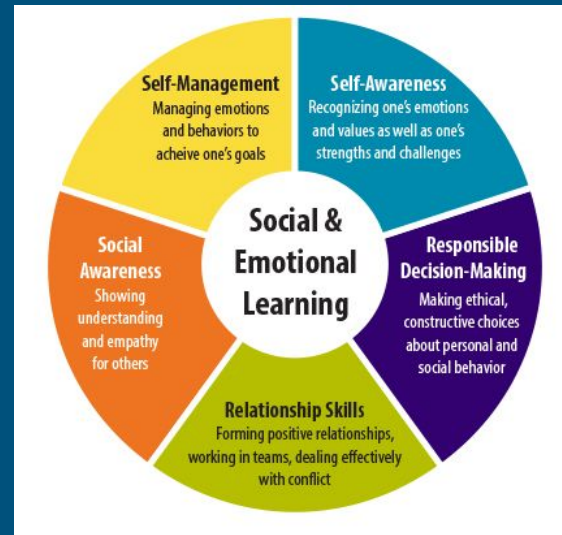 Self-Management
Managing emotions
and behaviors to
acheive one's goals
Self-Awareness
Recognizing one's emotions
and values as well as one's
strengths and challenges
Social &
Emotional
Learning
Social
Awareness
Showing
understanding
and empathy
for others
Responsible
Decision-Making
Making ethical,
constructive choices
about personal and
social behavior
Relationship Skills
Forming positive relationships,
working in teams, dealing effectively
with conflict